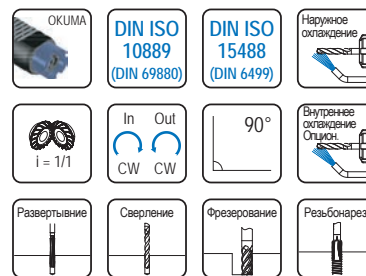 OKUMA
DIN ISO
10889
(DIN 69880)
DIN ISO
15488
(DIN 6499)
Наружное
охлаждение
i = 1/1
In Out
CW CW
90°
Внутреннее
охлаждение
Опцион.
Развертывние
Сверление
Фрезерование
Резьбонарез